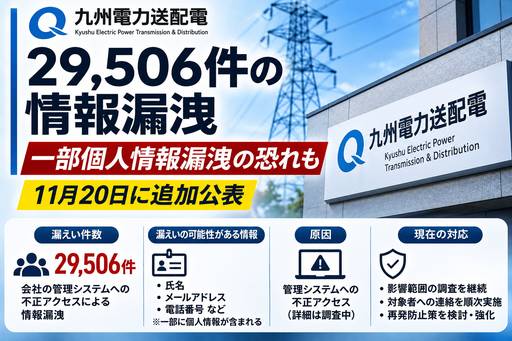 九州電力送配電
Kyushu Electric Power Transmission & Distribution
29,506件の
情報漏洩
一部個人情報漏洩の恐れも
11月20日に追加公表
九州電力送配電
Kyushu Electric Power
Transmission & Distribution
漏えい件数
29,506件
会社の管理システムへの
不正アクセスによる
情報漏洩
漏えいの可能性がある情報
• 氏名
• メールアドレス
• 電話番号 など
※一部に個人情報が含まれる
原因
管理システムへの
不正アクセス
(詳細は調査中)
現在の対応
• 影響範囲の調査を継続
• 対象者への連絡を順次実施
• 再発防止策を検討・強化